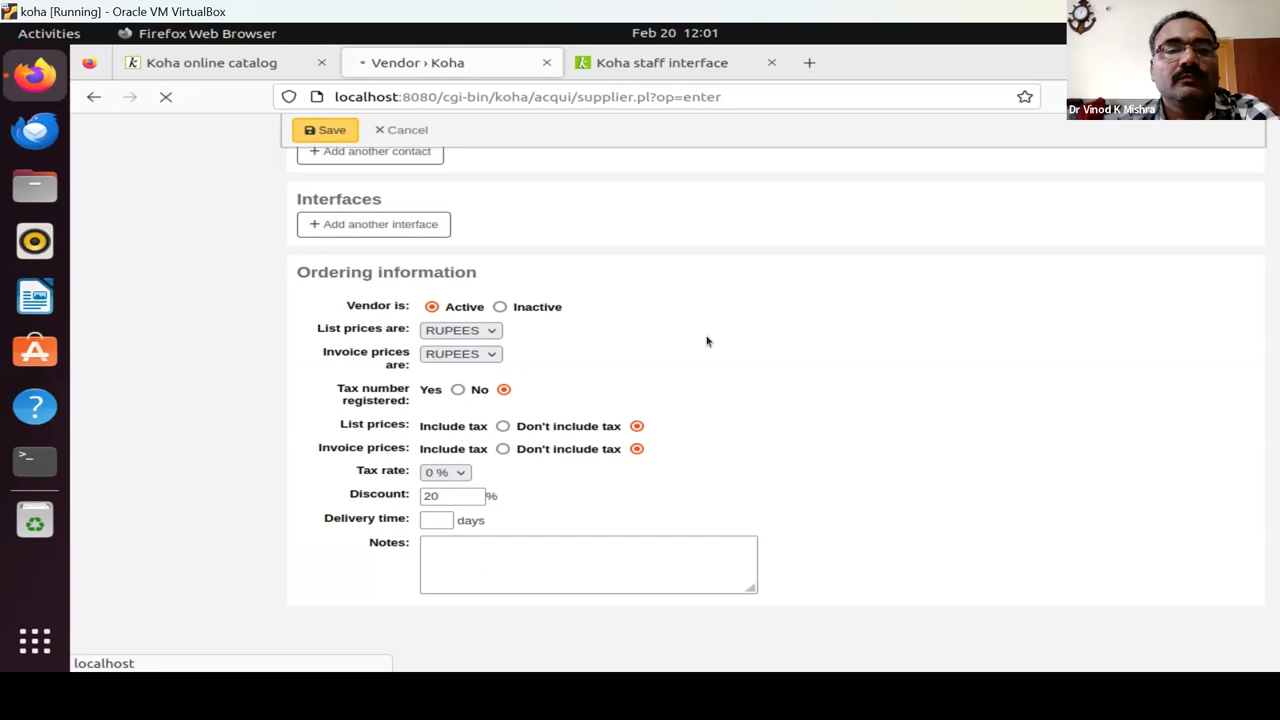 koha [Running] - Oracle VM VirtualBox
Activities Firefox Web Browser Feb 20 12:01
Koha online catalog Vendor › Koha Koha staff interface
localhost:8080/cgi-bin/koha/acqui/supplier.pl?op=enter
Dr Vinod K Mishra
Save Cancel
+ Add another contact
Interfaces
+ Add another interface
Ordering information
Vendor is: Active Inactive
List prices are: RUPEES
Invoice prices are: RUPEES
Tax number registered: Yes No
List prices: Include tax Don't include tax
Invoice prices: Include tax Don't include tax
Tax rate: 0 %
Discount: 20 %
Delivery time: days
Notes:
localhost